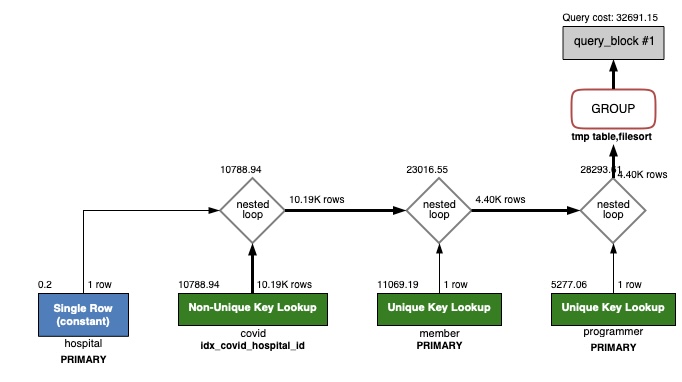 Query cost: 32691.15
query_block #1
GROUP
tmp table,filesort
10788.94
23016.55
28293.61
4.40K rows
nested
loop
10.19K rows
nested
loop
4.40K rows
nested
loop
0.2
1 row
10788.94
10.19K rows
11069.19
1 row
5277.06
1 row
Single Row
(constant)
Non-Unique Key Lookup
Unique Key Lookup
Unique Key Lookup
hospital
PRIMARY
covid
idx_covid_hospital_id
member
PRIMARY
programmer
PRIMARY